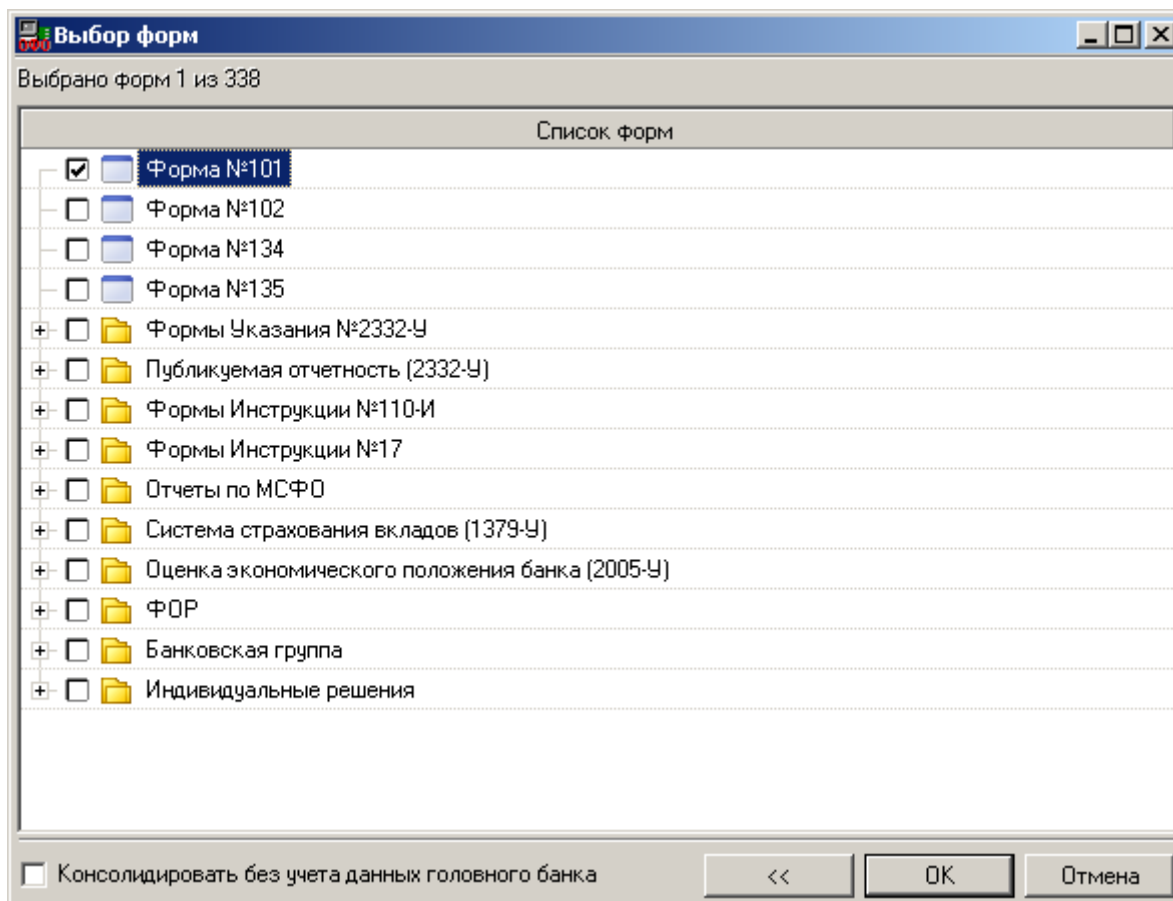 Выбор форм
Выбрано форм 1 из 338
Список форм
Форма №101
Форма №102
Форма №134
Форма №135
Формы Указания №2332-У
Публикуемая отчетность (2332-У)
Формы Инструкции №110-И
Формы Инструкции №17
Отчеты по МСФО
Система страхования вкладов (1379-У)
Оценка экономического положения банка (2005-У)
ФОР
Банковская группа
Индивидуальные решения
Консолидировать без учета данных головного банка << OK Отмена